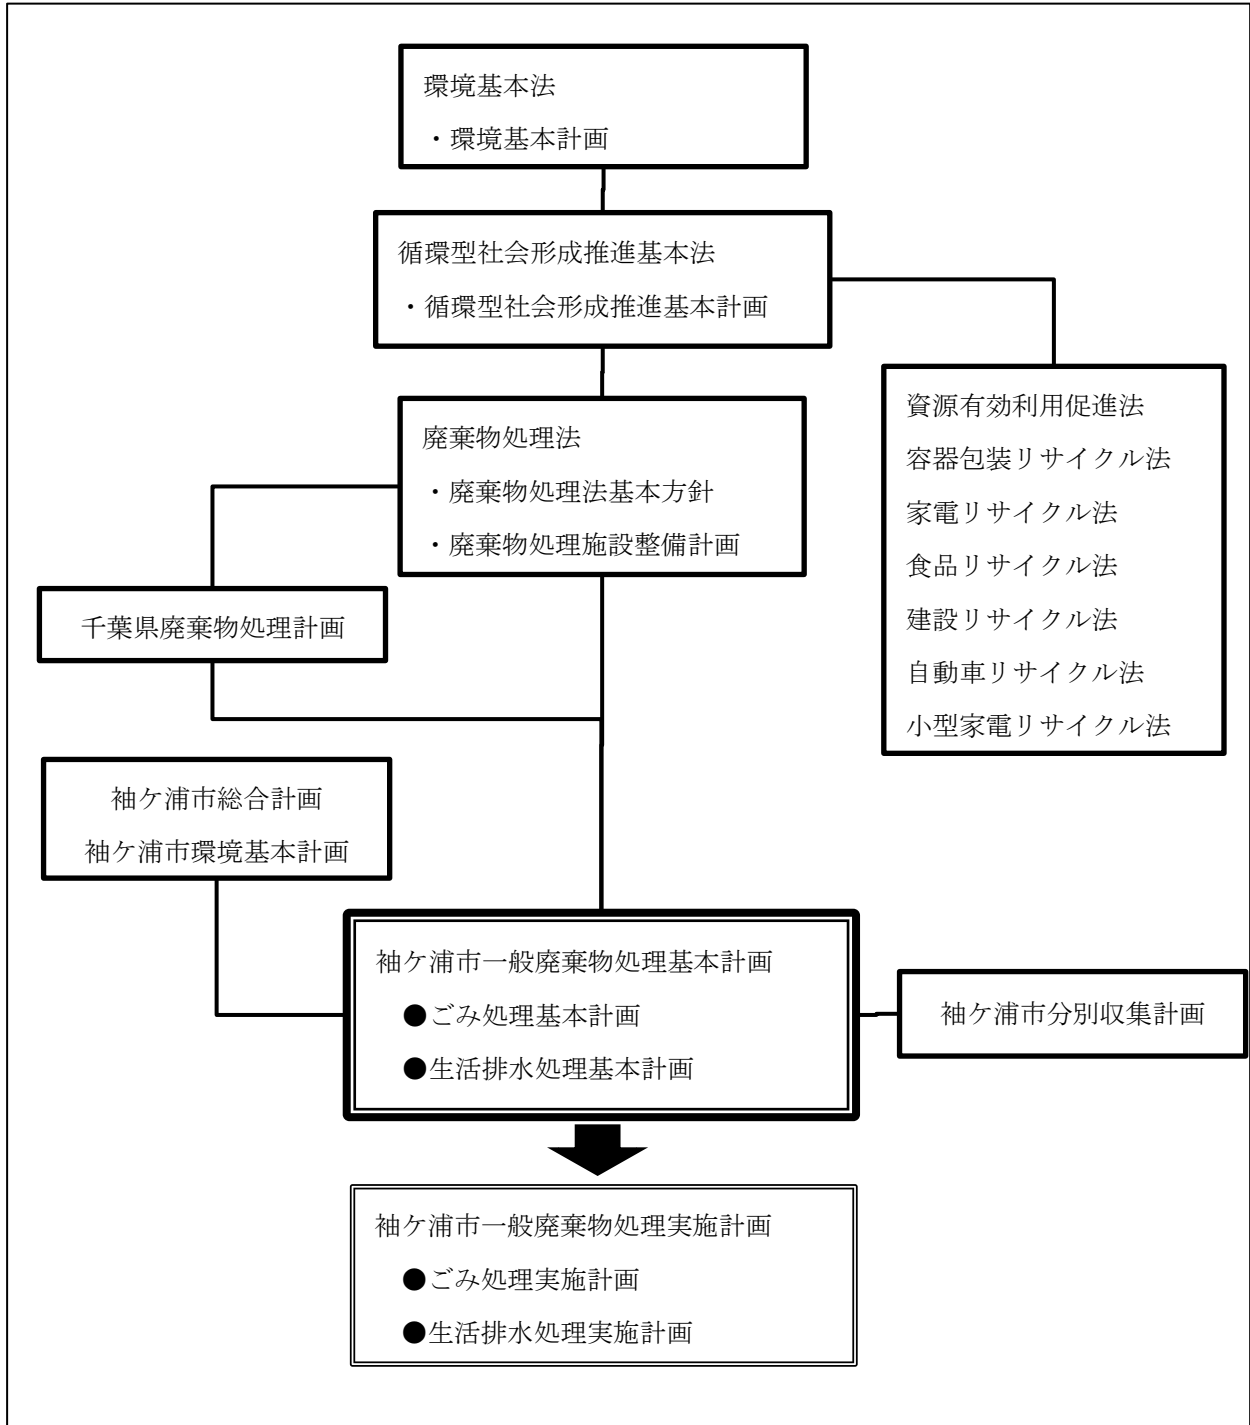 環境基本法
・環境基本計画
循環型社会形成推進基本法
・循環型社会形成推進基本計画
資源有効利用促進法
容器包装リサイクル法
家電リサイクル法
食品リサイクル法
建設リサイクル法
自動車リサイクル法
小型家電リサイクル法
廃棄物処理法
・廃棄物処理法基本方針
・廃棄物処理施設整備計画
千葉県廃棄物処理計画
袖ケ浦市総合計画
袖ケ浦市環境基本計画
袖ケ浦市一般廃棄物処理基本計画
●ごみ処理基本計画
●生活排水処理基本計画
袖ケ浦市分別収集計画
袖ケ浦市一般廃棄物処理実施計画
●ごみ処理実施計画
●生活排水処理実施計画